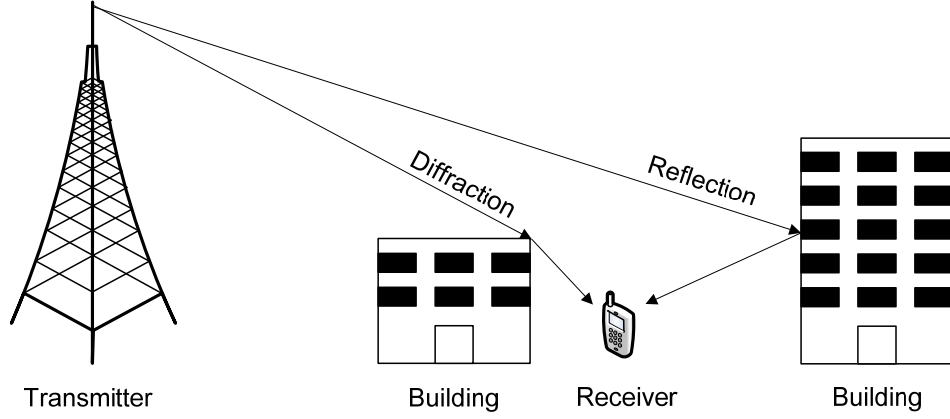 Diffraction
Reflection
Transmitter
Building
Receiver
Building